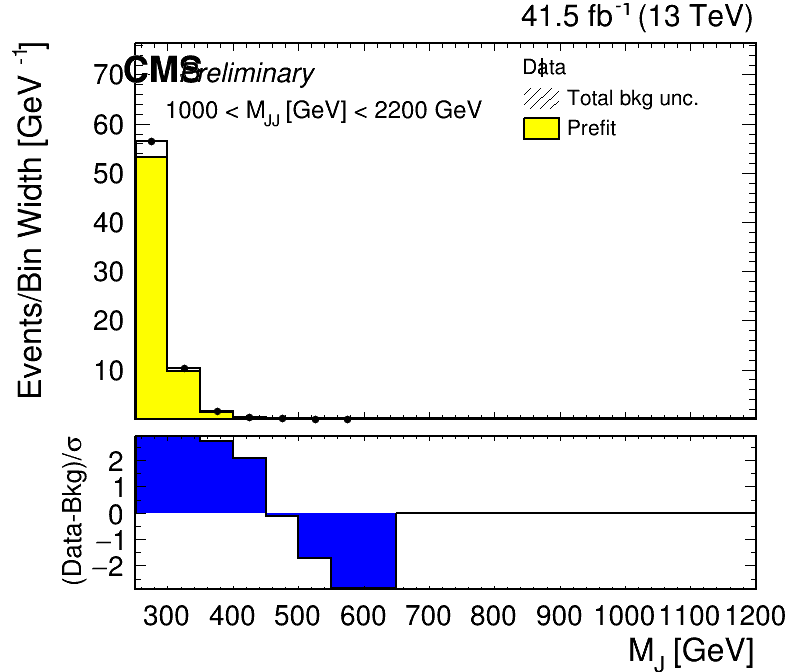 41.5 fb⁻¹ (13 TeV)
CMS Preliminary
1000 < M_JJ [GeV] < 2200 GeV
Data
Total bkg unc.
Prefit
Events/Bin Width [GeV⁻¹]
70
60
50
40
30
20
10
(Data-Bkg)/σ
2
1
0
−1
−2
300 400 500 600 700 800 900 1000 1100 1200
M_J [GeV]